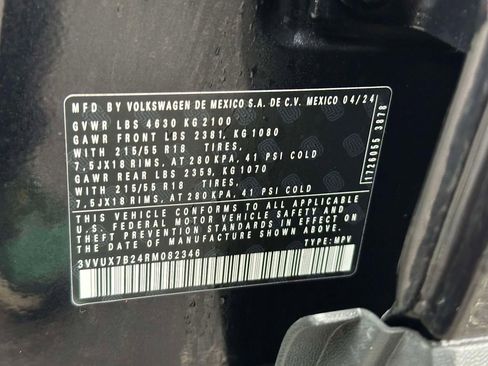 MFD BY VOLKSWAGEN DE MEXICO S.A. DE C.V. MEXICO 04/24
GVWR LBS 4630 KG 2100
GAWR FRONT LBS 2381, KG 1080
WITH 215/55 R18 TIRES,
7,5JX18 RIMS, AT 280 KPA, 41 PSI COLD
GAWR REAR LBS 2359, KG 1070
WITH 215/55 R18 TIRES,
7,5JX18 RIMS, AT 280 KPA, 41 PSI COLD
THIS VEHICLE CONFORMS TO ALL APPLICABLE
U.S. FEDERAL MOTOR VEHICLE SAFETY AND
THEFT PREVENTION STANDARDS IN EFFECT ON
THE DATE OF MANUFACTURE SHOWN ABOVE
3VVUX7B24RM082346 TYPE: MPV
1726055 3878